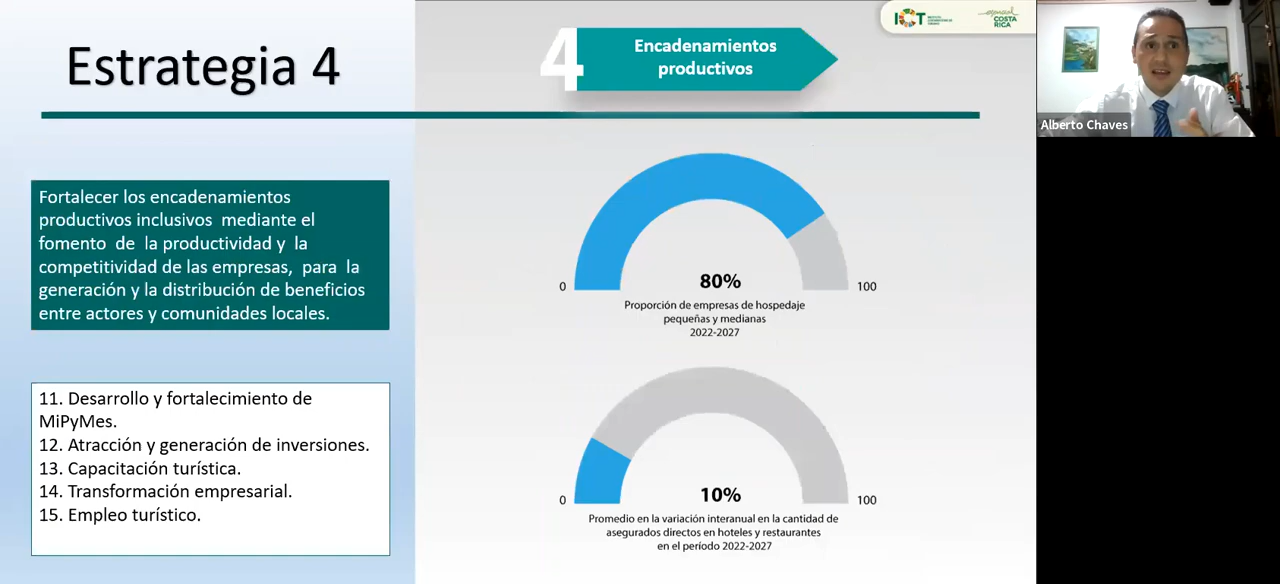 Estrategia 4
4
Encadenamientos
productivos
ICT
esencial
COSTA
RICA
Alberto Chaves
Fortalecer los encadenamientos
productivos inclusivos mediante el
fomento de la productividad y la
competitividad de las empresas, para la
generación y la distribución de beneficios
entre actores y comunidades locales.
11. Desarrollo y fortalecimiento de
MiPyMes.
12. Atracción y generación de inversiones.
13. Capacitación turística.
14. Transformación empresarial.
15. Empleo turístico.
0
80%
100
Proporción de empresas de hospedaje
pequeñas y medianas
2022-2027
0
10%
100
Promedio en la variación interanual en la cantidad de
asegurados directos en hoteles y restaurantes
en el período 2022-2027